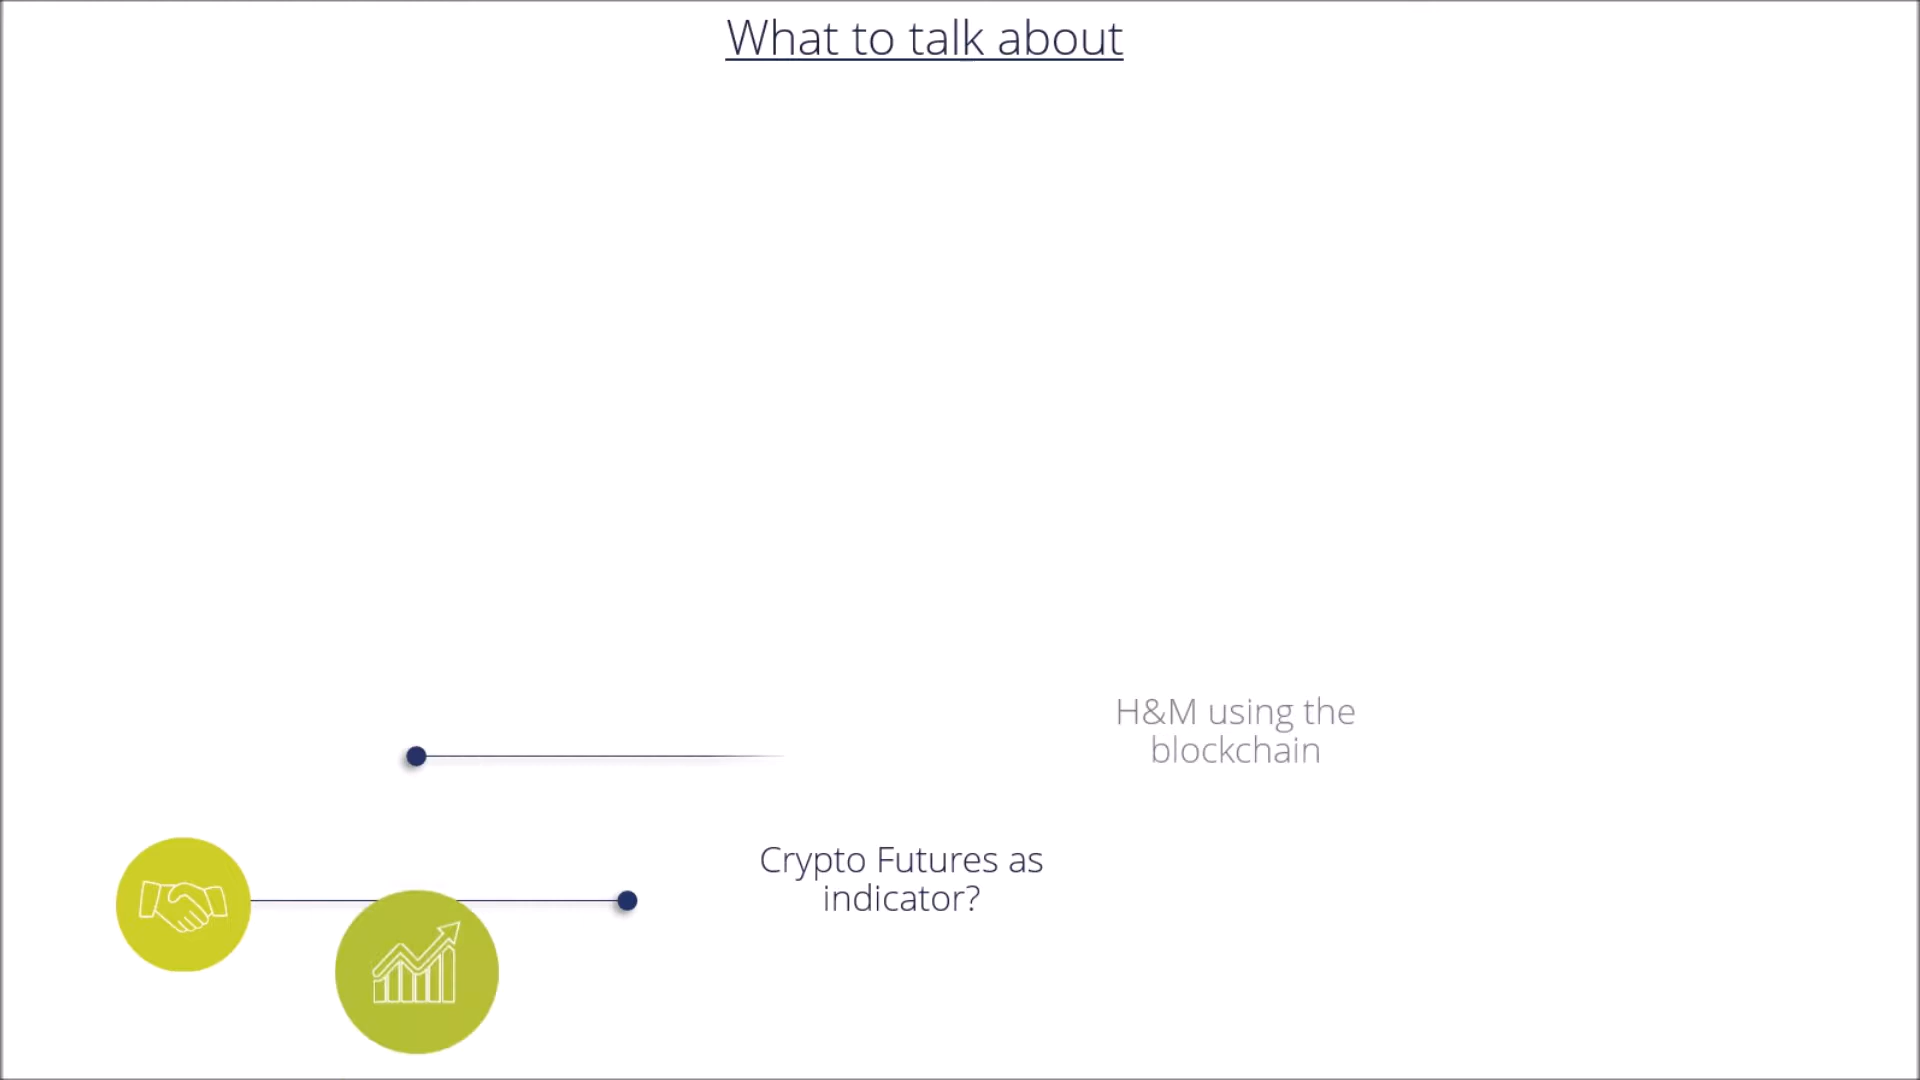 What to talk about
H&M using the
blockchain
Crypto Futures as
indicator?